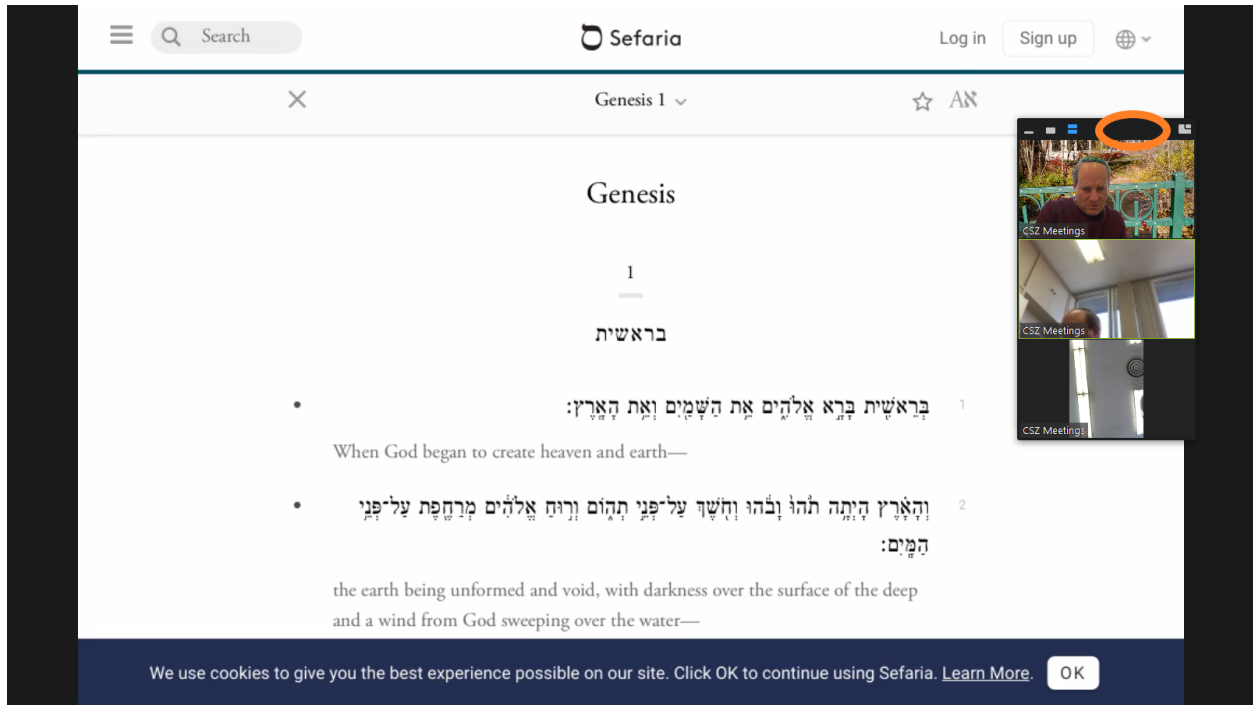 Search
Sefaria
Log in
Sign up
Genesis 1
Aא
Genesis
1
בראשית
בְּרֵאשִׁ֖ית בָּרָ֣א אֱלֹהִ֑ים אֵ֥ת הַשָּׁמַ֖יִם וְאֵ֥ת הָאָֽרֶץ׃
1
When God began to create heaven and earth—
וְהָאָ֗רֶץ הָיְתָ֥ה תֹ֙הוּ֙ וָבֹ֔הוּ וְחֹ֖שֶׁךְ עַל־פְּנֵ֣י תְה֑וֹם וְר֣וּחַ אֱלֹהִ֔ים מְרַחֶ֖פֶת עַל־פְּנֵ֥י
הַמָּֽיִם׃
2
the earth being unformed and void, with darkness over the surface of the deep
and a wind from God sweeping over the water—
We use cookies to give you the best experience possible on our site. Click OK to continue using Sefaria. Learn More.
OK
CSZ Meetings
CSZ Meetings
CSZ Meetings